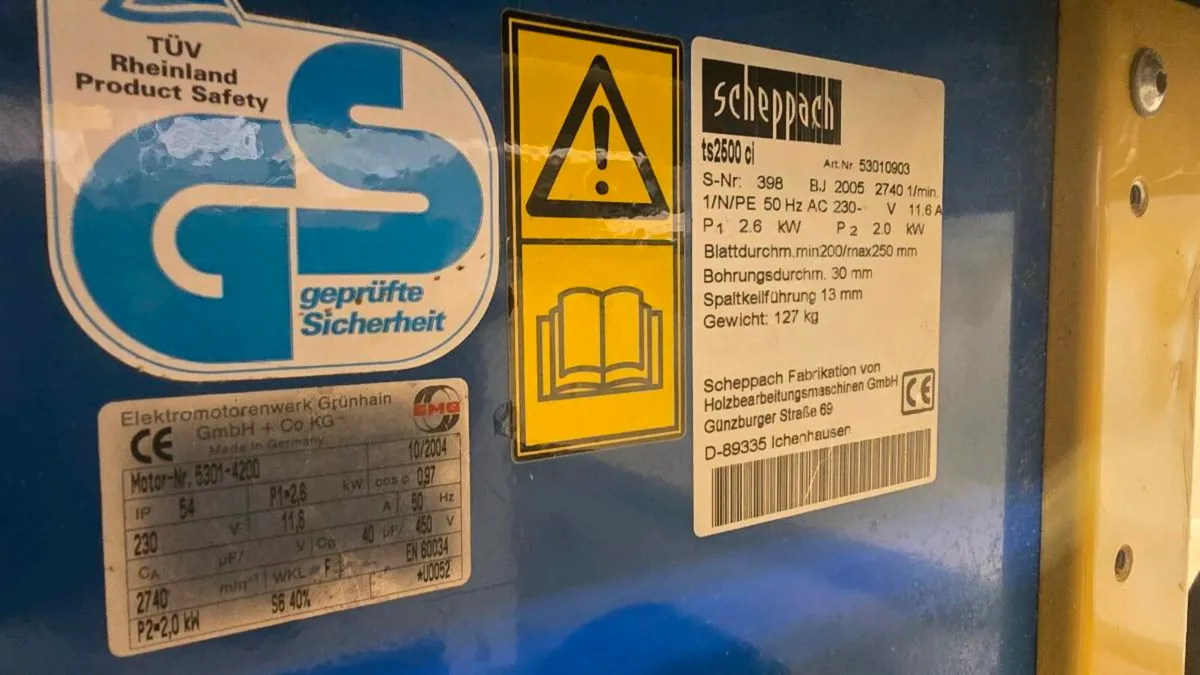 TÜV
Rheinland
Product Safety
GS
geprüfte
Sicherheit
Elektromotorenwerk Grünhain
GmbH + Co KG
Made in Germany
CE
EMG
Motor-Nr. 5301-4200 10/2004
IP 54 P1=2,6 kW cos φ 0,97
230 V 11,6 A 50 Hz
CA µF/ V CB 40 µF/ 450 V
2740 min⁻¹ WKL F EN 60034
P2=2,0 kW S6 40% *U0052
scheppach
ts2500 ci
Art.Nr 53010903
S-Nr: 398 BJ 2005 2740 1/min.
1/N/PE 50 Hz AC 230- V 11.6 A
P1 2.6 kW P2 2.0 kW
Blattdurchm.min200/max250 mm
Bohrungsdurchm. 30 mm
Spaltkeilführung 13 mm
Gewicht: 127 kg
Scheppach Fabrikation von
Holzbearbeitungsmaschinen GmbH
Günzburger Straße 69
D-89335 Ichenhausen
CE